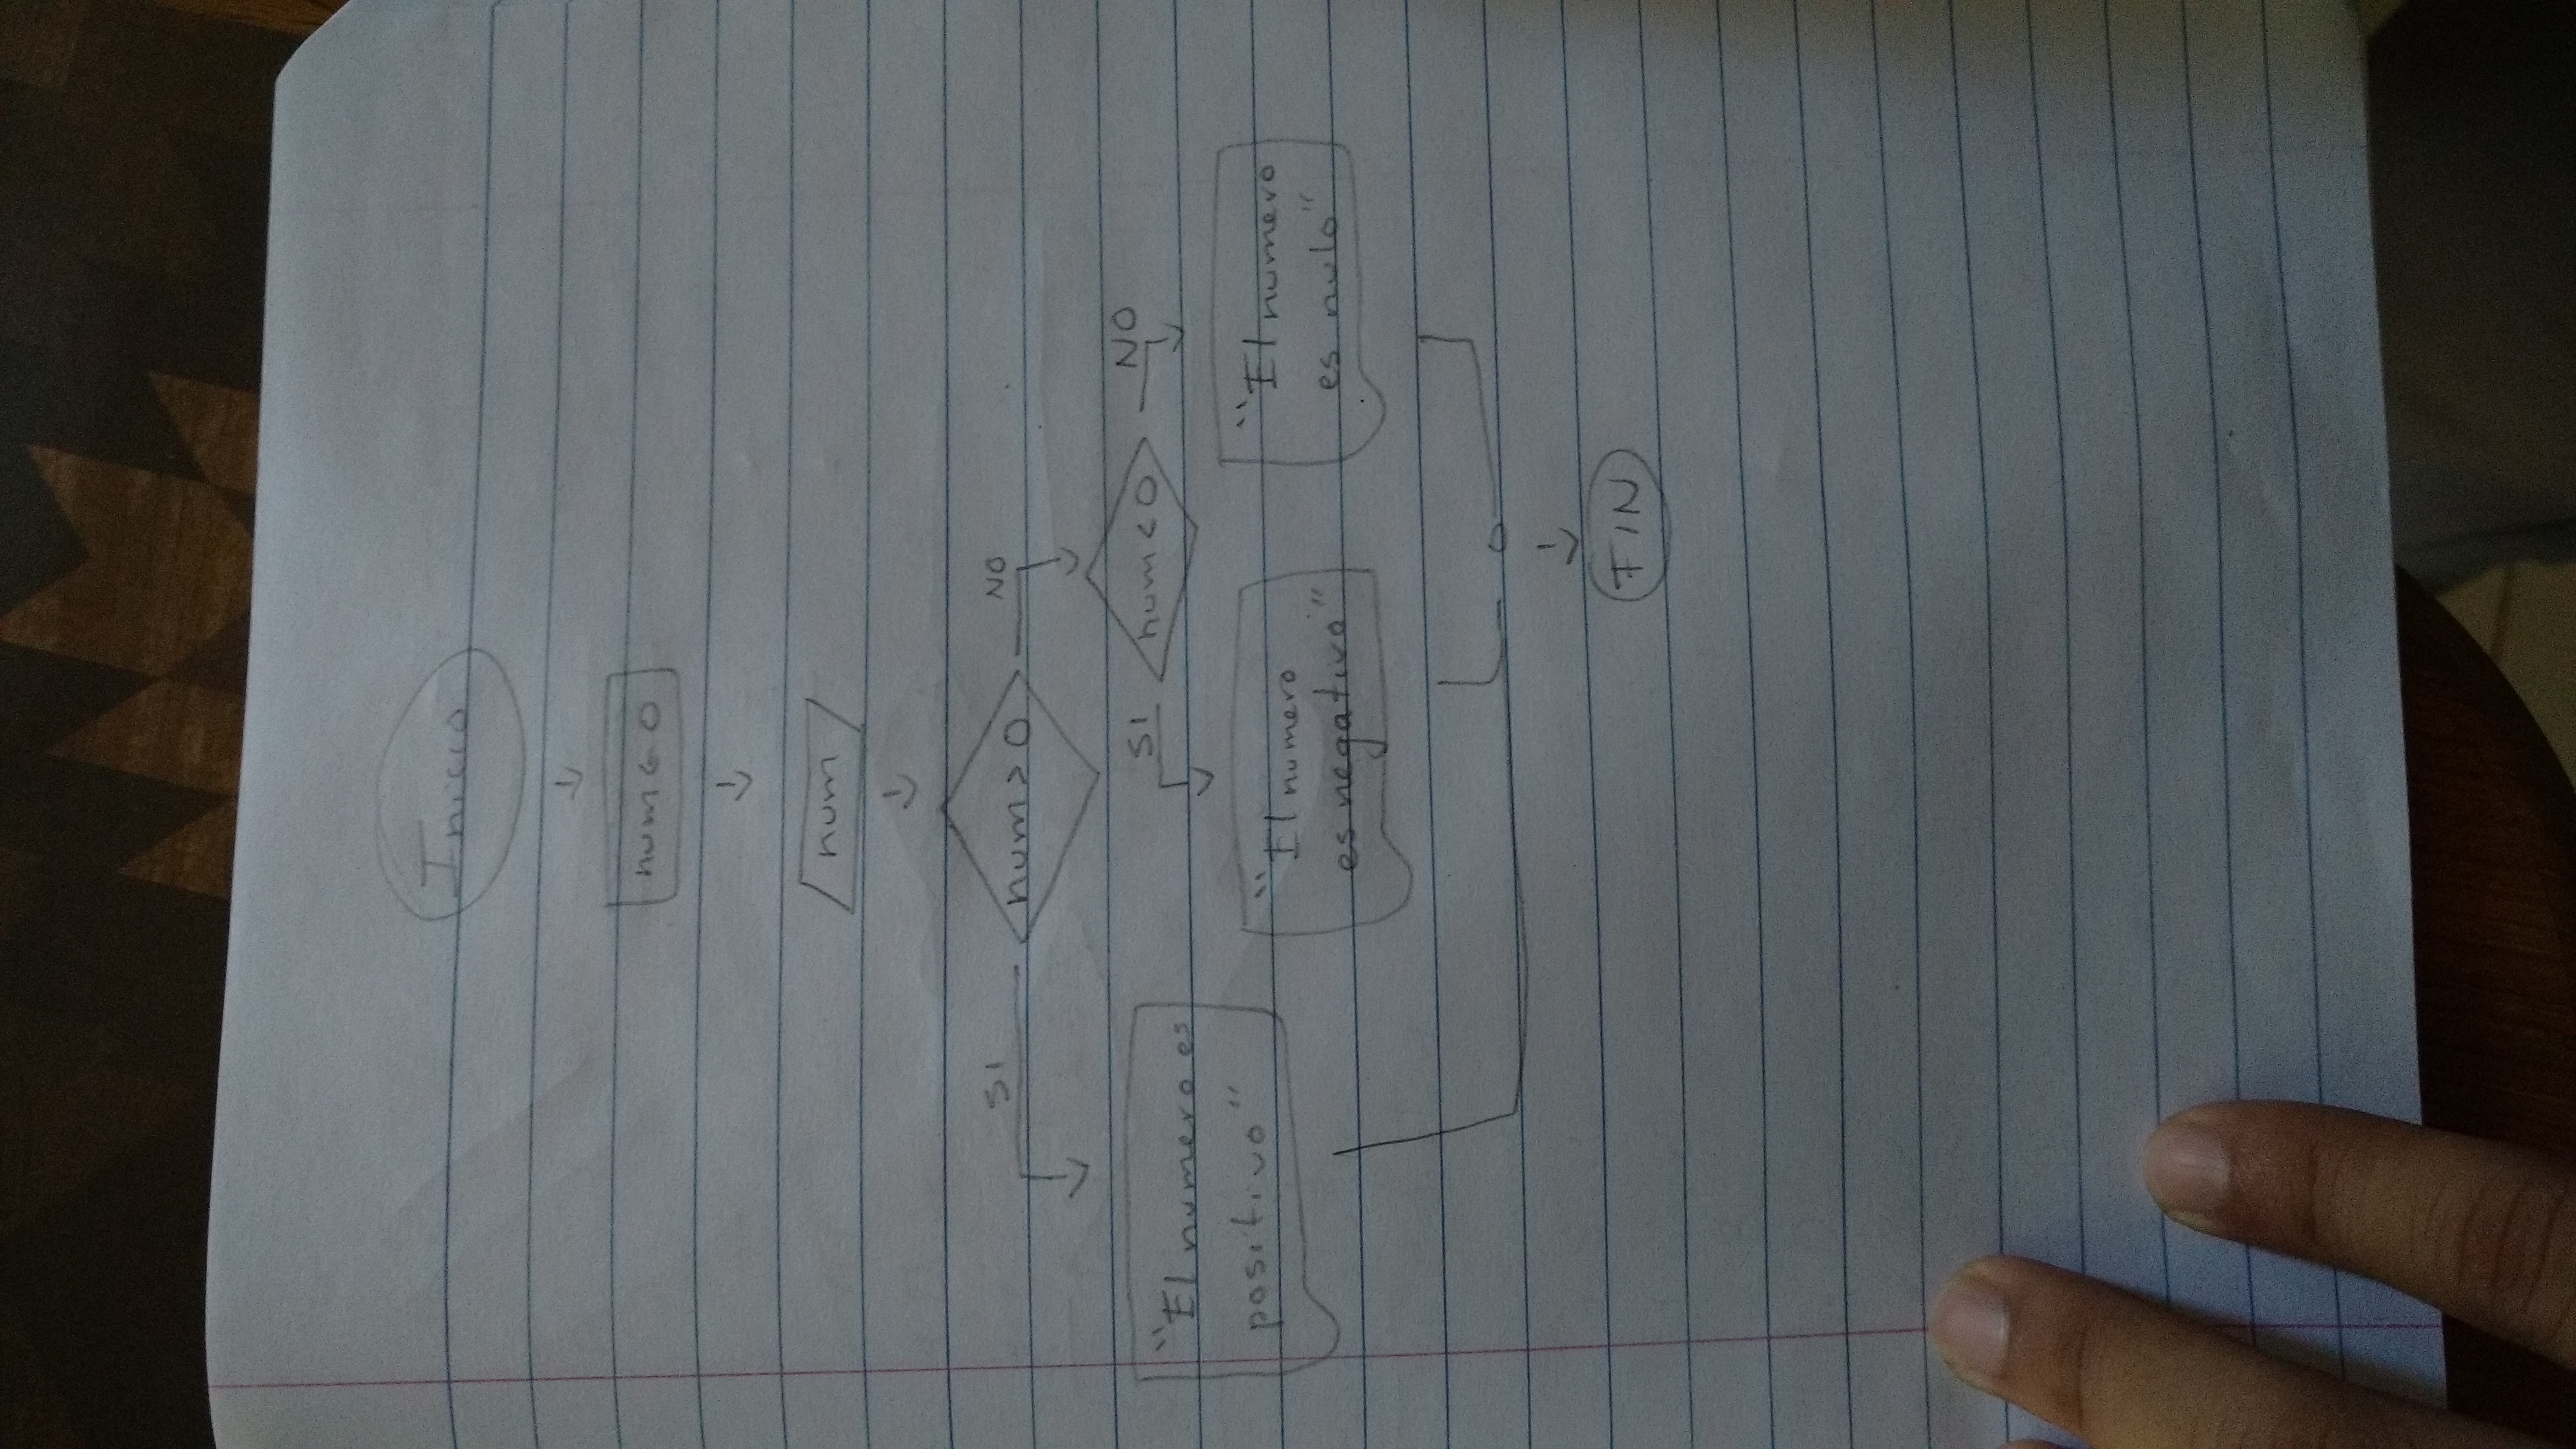 Inicio
num ← 0
num
num > 0
SI
NO
num < 0
SI
NO
"El numero es
positivo"
"El numero
es negativo"
"El numero
es nulo"
FIN